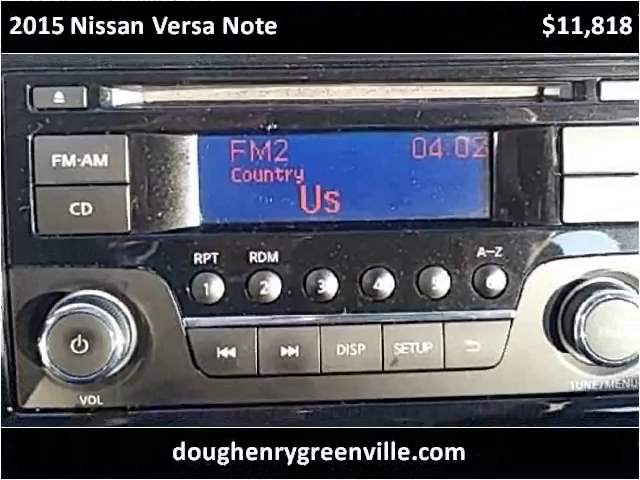 2015 Nissan Versa Note $11,818
FM2 04:02
FM·AM
Country
Us
CD
RPT RDM A-Z
1 2 3 4 5 6
DISP SETUP
VOL
TUNE/MENU
doughenrygreenville.com